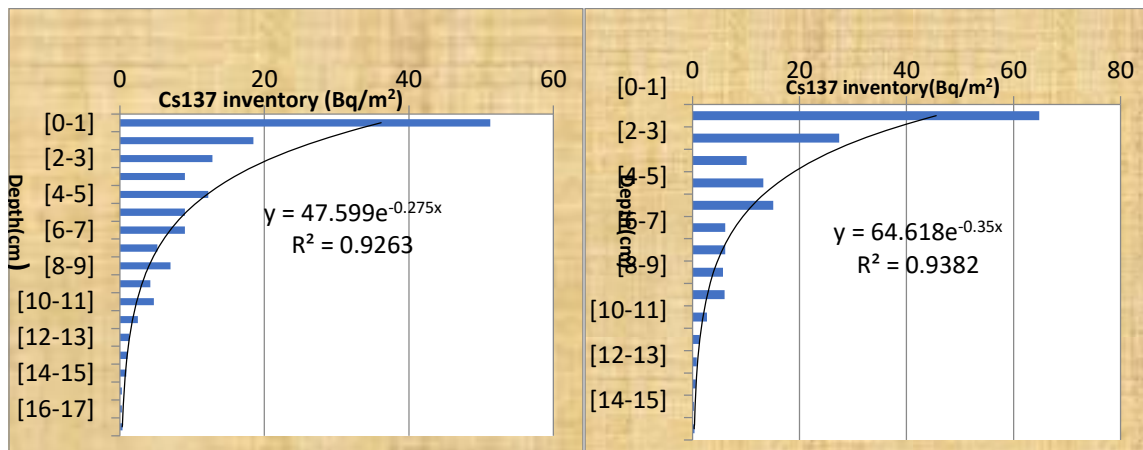 0 20 40 60
Cs137 inventory (Bq/m²)
Depth(cm)
[0-1]
[2-3]
[4-5]
[6-7]
[8-9]
[10-11]
[12-13]
[14-15]
[16-17]
y = 47.599e^-0.275x
R² = 0.9263
0 20 40 60 80
Cs137 inventory(Bq/m²)
Depth(cm)
[0-1]
[2-3]
[4-5]
[6-7]
[8-9]
[10-11]
[12-13]
[14-15]
y = 64.618e^-0.35x
R² = 0.9382